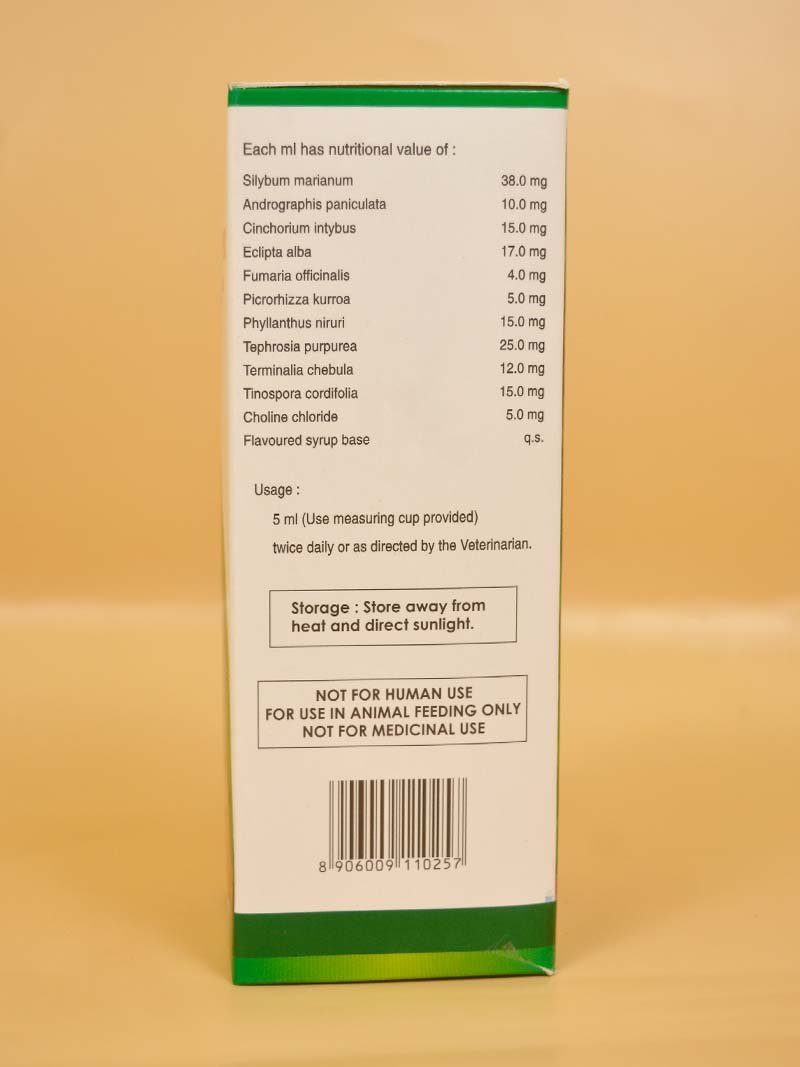 Each ml has nutritional value of :
Silybum marianum 38.0 mg
Andrographis paniculata 10.0 mg
Cinchorium intybus 15.0 mg
Eclipta alba 17.0 mg
Fumaria officinalis 4.0 mg
Picrorhizza kurroa 5.0 mg
Phyllanthus niruri 15.0 mg
Tephrosia purpurea 25.0 mg
Terminalia chebula 12.0 mg
Tinospora cordifolia 15.0 mg
Choline chloride 5.0 mg
Flavoured syrup base q.s.
Usage :
5 ml (Use measuring cup provided)
twice daily or as directed by the Veterinarian.
Storage : Store away from
heat and direct sunlight.
NOT FOR HUMAN USE
FOR USE IN ANIMAL FEEDING ONLY
NOT FOR MEDICINAL USE
8 906009 110257